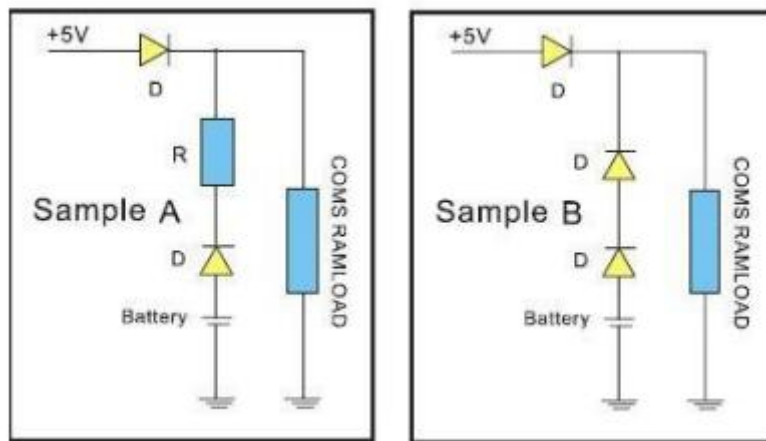 +5V
D
R
Sample A
D
Battery
COMS RAMLOAD
+5V
D
D
Sample B
D
Battery
COMS RAMLOAD